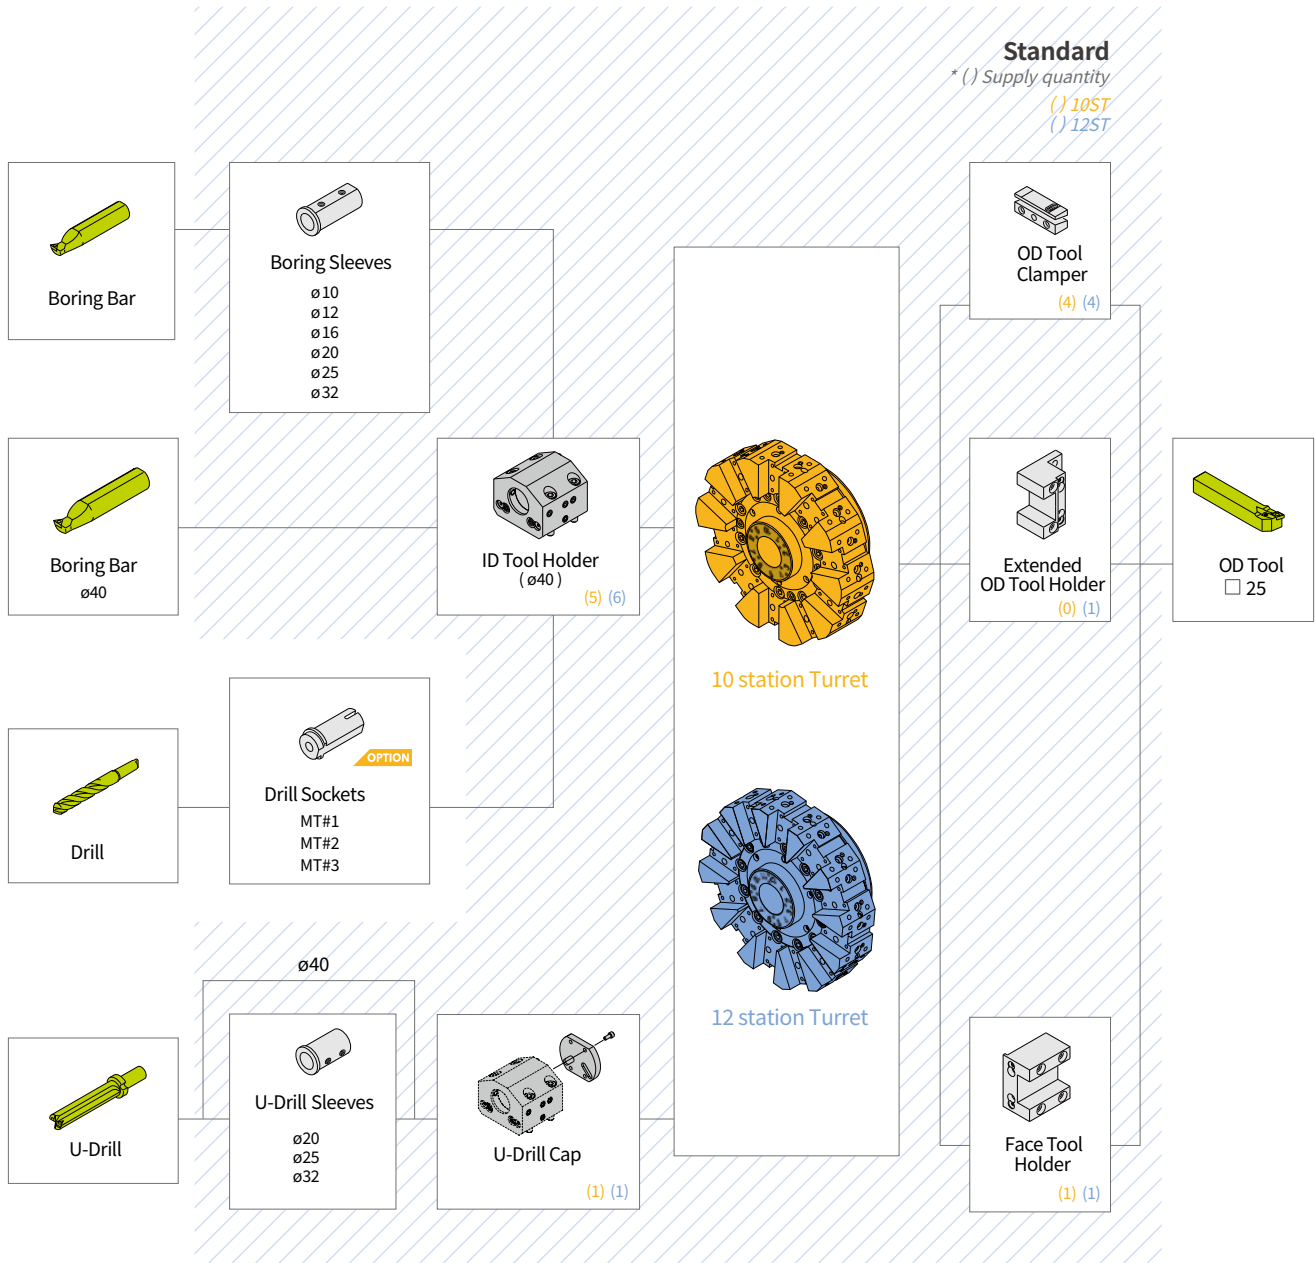 Standard
* ( ) Supply quantity
( ) 10ST
( ) 12ST
Boring Bar
Boring Sleeves
ø10
ø12
ø16
ø20
ø25
ø32
OD Tool
Clamper
(4) (4)
Boring Bar
ø40
ID Tool Holder
( ø40 )
(5) (6)
10 station Turret
Extended
OD Tool Holder
(0) (1)
OD Tool
□ 25
Drill
OPTION
Drill Sockets
MT#1
MT#2
MT#3
12 station Turret
ø40
U-Drill
U-Drill Sleeves
ø20
ø25
ø32
U-Drill Cap
(1) (1)
Face Tool
Holder
(1) (1)